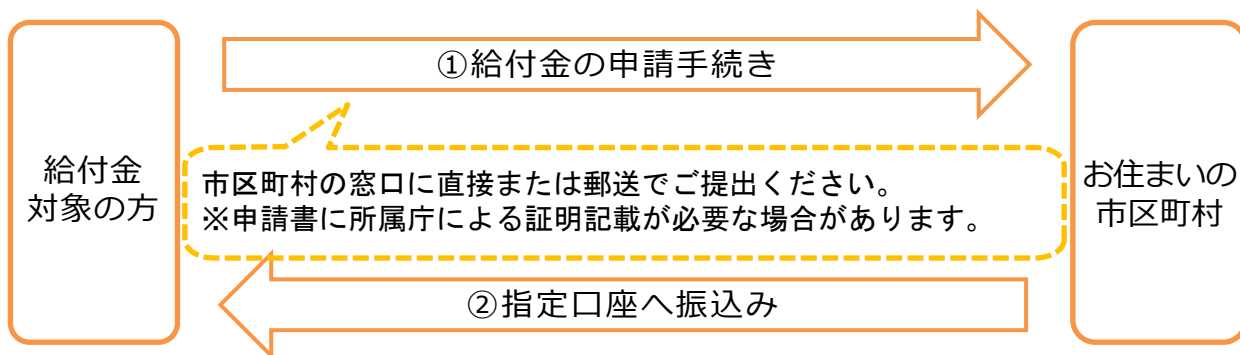 ①給付金の申請手続き
給付金
対象の方
市区町村の窓口に直接または郵送でご提出ください。
※申請書に所属庁による証明記載が必要な場合があります。
お住まいの
市区町村
②指定口座へ振込み